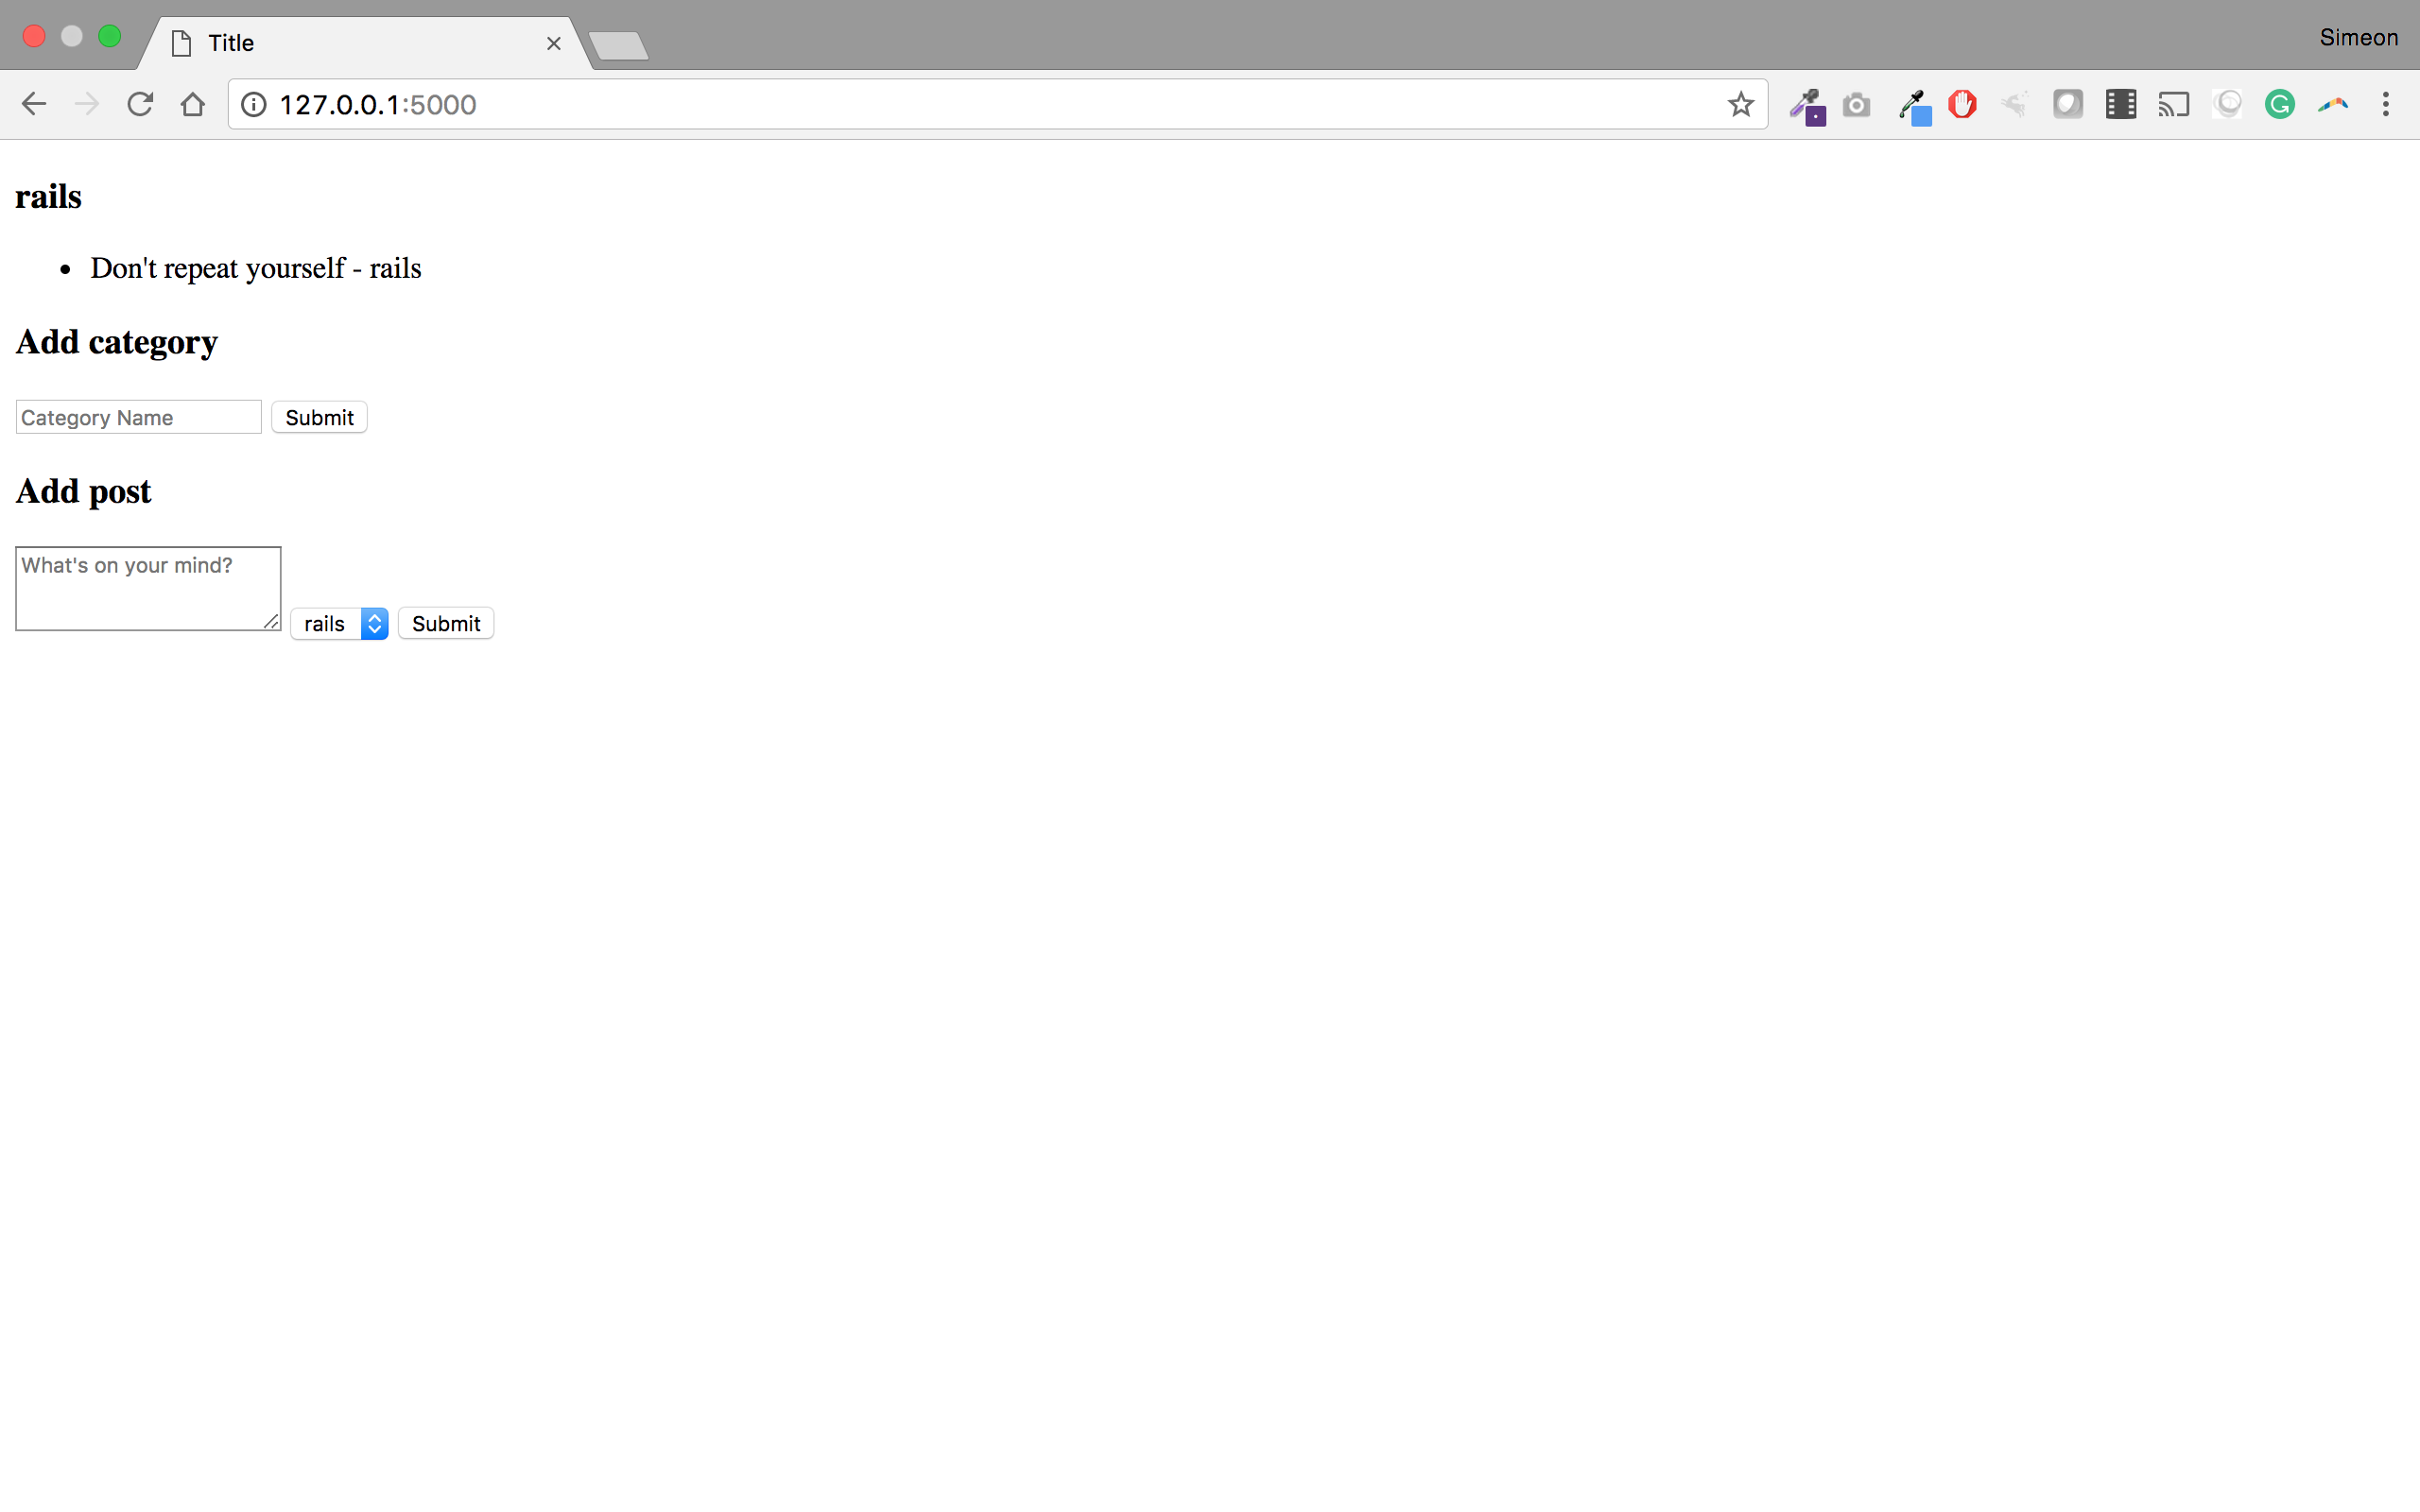 Title
Simeon
127.0.0.1:5000
rails
Don't repeat yourself - rails
Add category
Category Name Submit
Add post
What's on your mind?
rails Submit